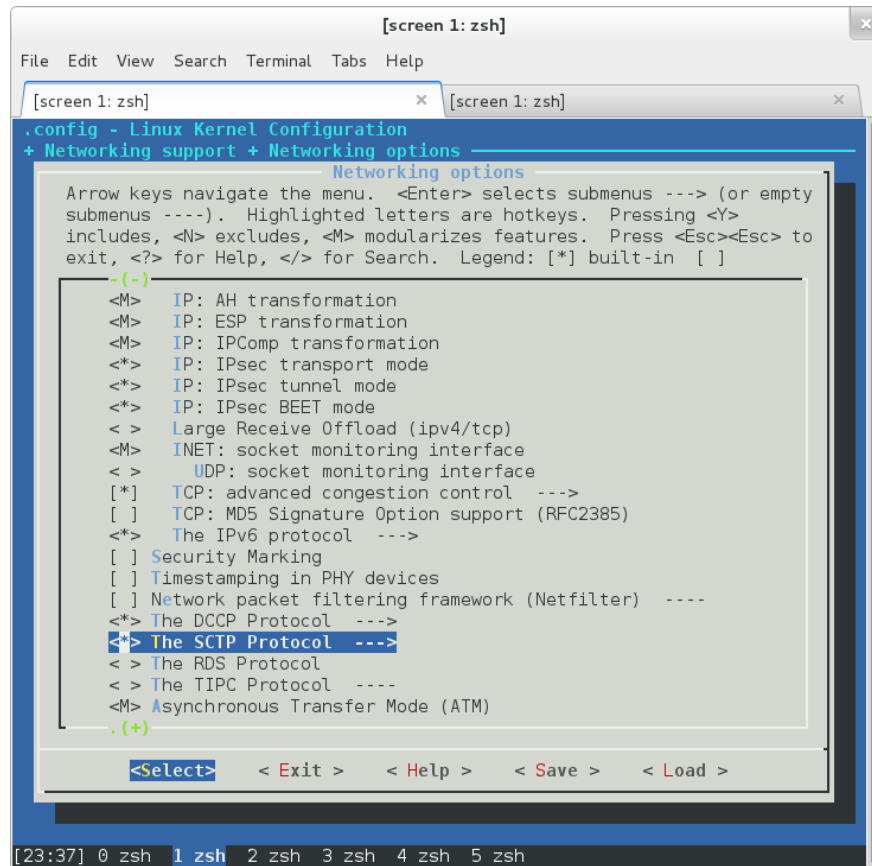 [screen 1: zsh]
File Edit View Search Terminal Tabs Help
[screen 1: zsh] [screen 1: zsh]
.config - Linux Kernel Configuration
+ Networking support + Networking options
Networking options
Arrow keys navigate the menu. <Enter> selects submenus ---> (or empty
submenus ----). Highlighted letters are hotkeys. Pressing <Y>
includes, <N> excludes, <M> modularizes features. Press <Esc><Esc> to
exit, <?> for Help, </> for Search. Legend: [*] built-in [ ]
-(-)
<M> IP: AH transformation
<M> IP: ESP transformation
<M> IP: IPComp transformation
<*> IP: IPsec transport mode
<*> IP: IPsec tunnel mode
<*> IP: IPsec BEET mode
< > Large Receive Offload (ipv4/tcp)
<M> INET: socket monitoring interface
< > UDP: socket monitoring interface
[*] TCP: advanced congestion control --->
[ ] TCP: MD5 Signature Option support (RFC2385)
<*> The IPv6 protocol --->
[ ] Security Marking
[ ] Timestamping in PHY devices
[ ] Network packet filtering framework (Netfilter) ----
<*> The DCCP Protocol --->
<*> The SCTP Protocol --->
< > The RDS Protocol
< > The TIPC Protocol ----
<M> Asynchronous Transfer Mode (ATM)
.(+)
<Select> < Exit > < Help > < Save > < Load >
[23:37] 0 zsh 1 zsh 2 zsh 3 zsh 4 zsh 5 zsh